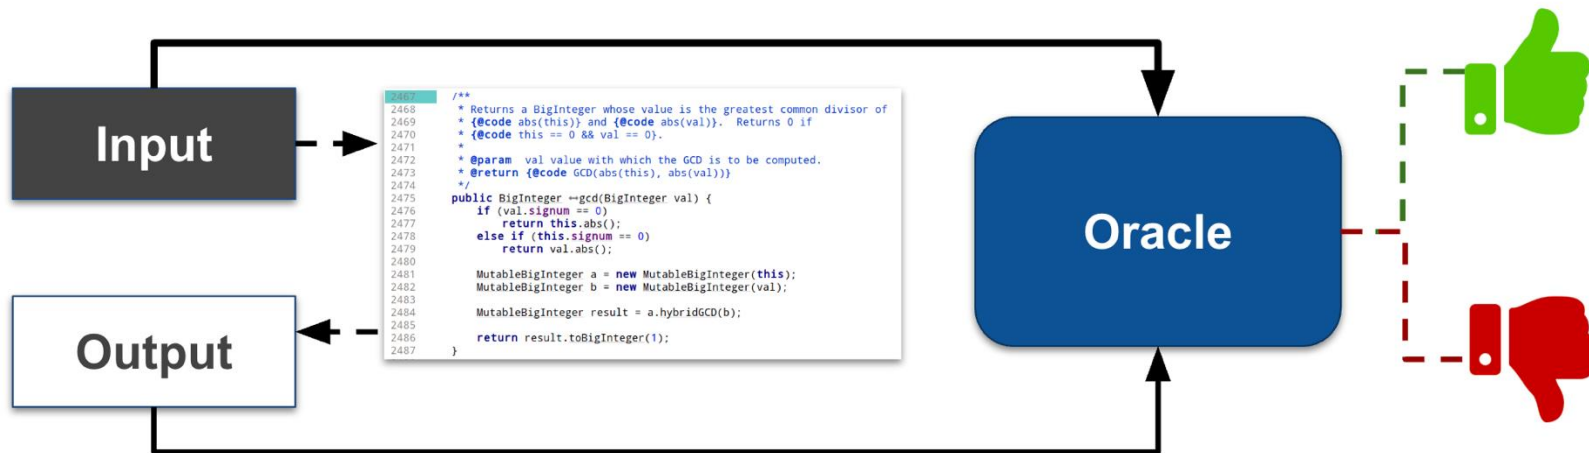 Input
2467 /**
2468 * Returns a BigInteger whose value is the greatest common divisor of
2469 * {@code abs(this)} and {@code abs(val)}.  Returns 0 if
2470 * {@code this == 0 && val == 0}.
2471 *
2472 * @param  val value with which the GCD is to be computed.
2473 * @return {@code GCD(abs(this), abs(val))}
2474 */
2475 public BigInteger ↔gcd(BigInteger val) {
2476 if (val.signum == 0)
2477 return this.abs();
2478 else if (this.signum == 0)
2479 return val.abs();
2480
2481 MutableBigInteger a = new MutableBigInteger(this);
2482 MutableBigInteger b = new MutableBigInteger(val);
2483
2484 MutableBigInteger result = a.hybridGCD(b);
2485
2486 return result.toBigInteger(1);
2487 }
Output
Oracle